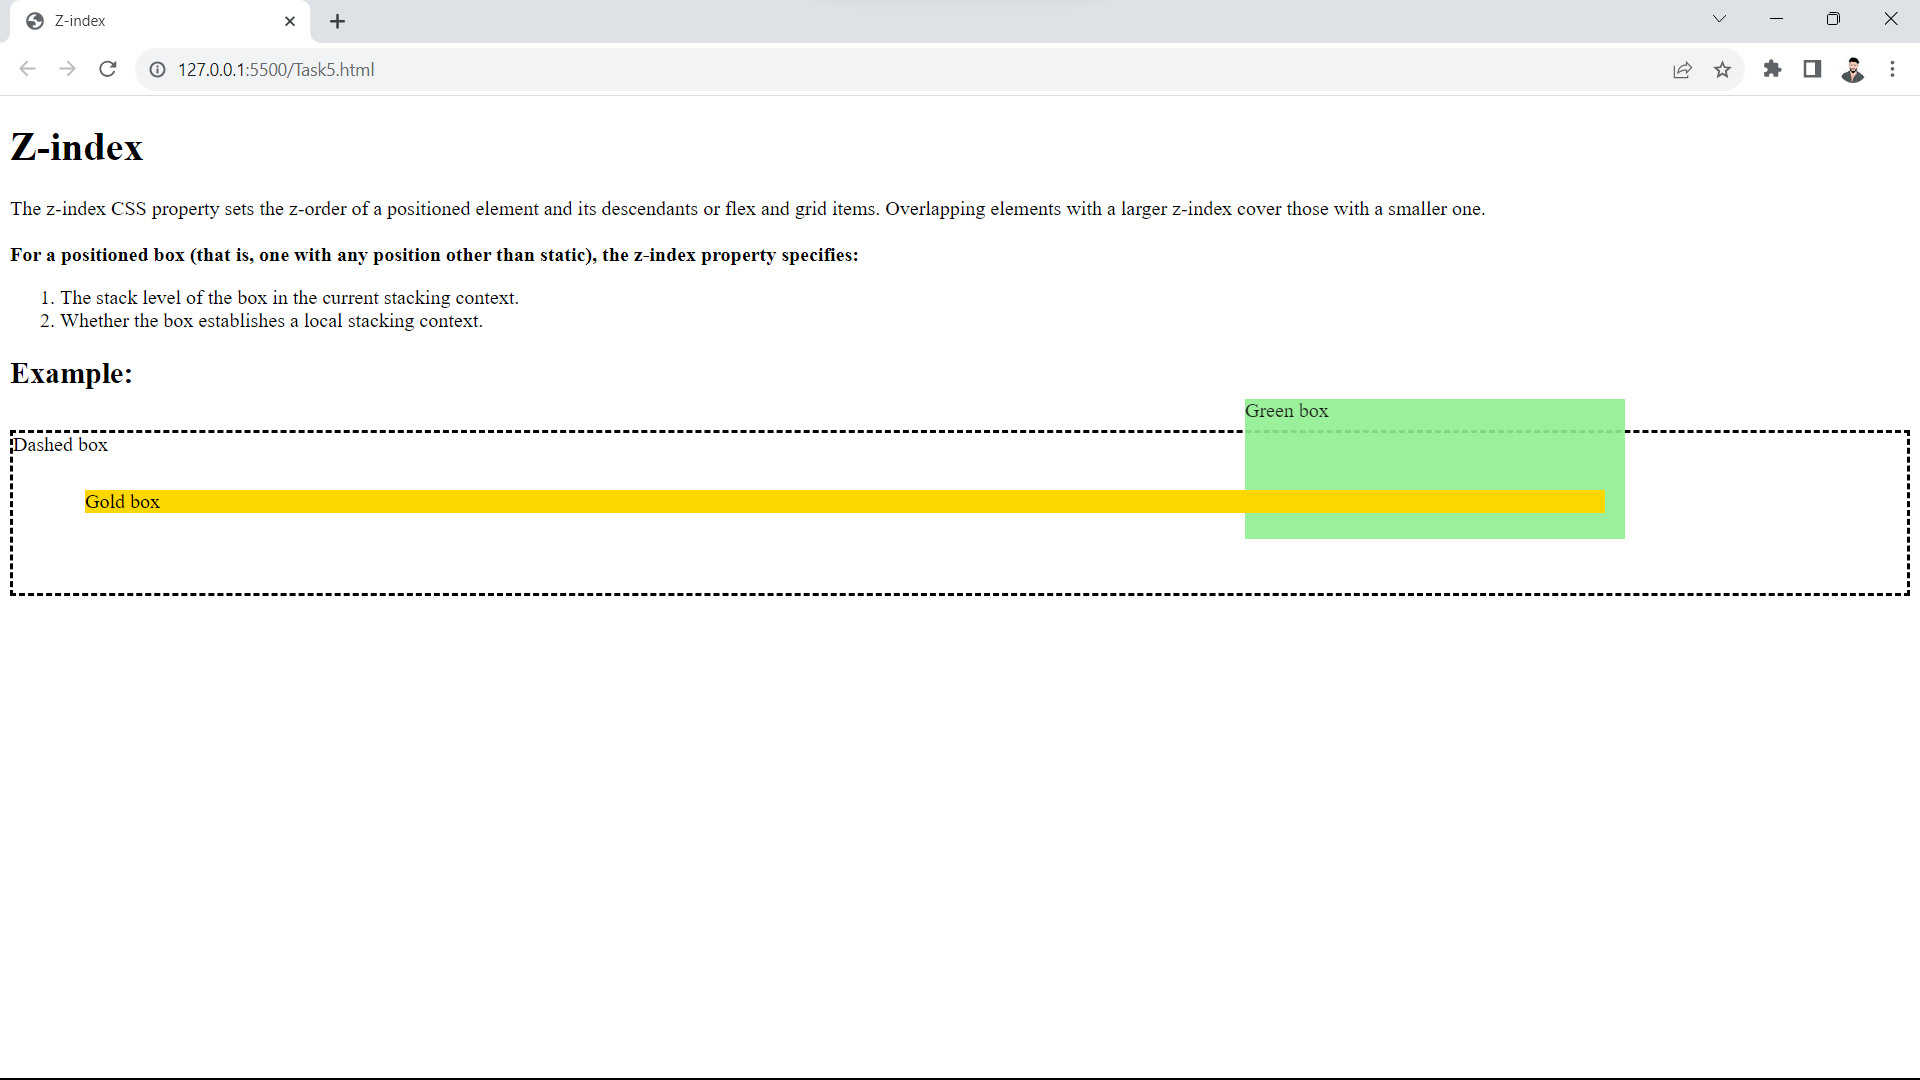 Z-index
127.0.0.1:5500/Task5.html
Z-index
The z-index CSS property sets the z-order of a positioned element and its descendants or flex and grid items. Overlapping elements with a larger z-index cover those with a smaller one.
For a positioned box (that is, one with any position other than static), the z-index property specifies:
1. The stack level of the box in the current stacking context.
2. Whether the box establishes a local stacking context.
Example:
Green box
Dashed box
Gold box